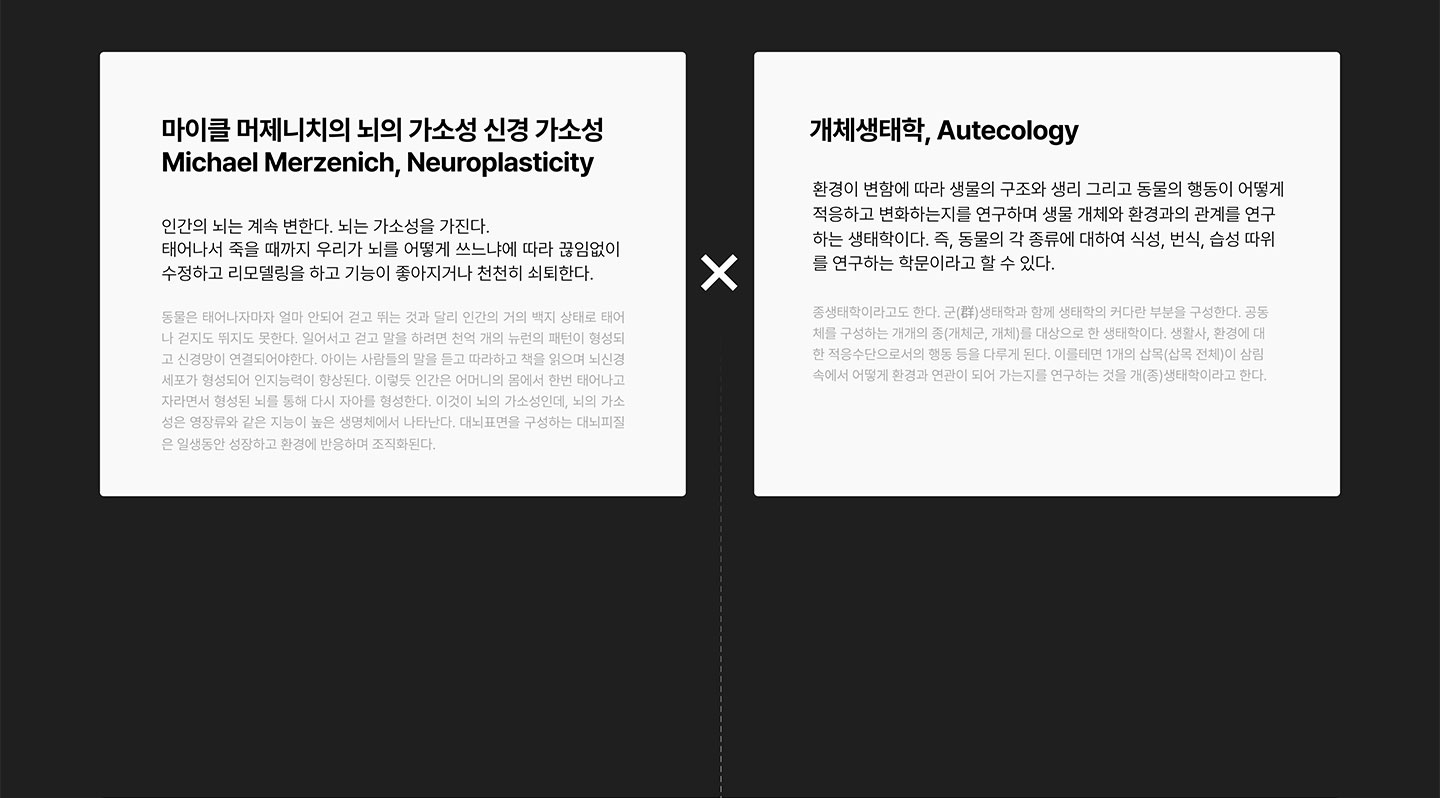 마이클 머제니치의 뇌의 가소성 신경 가소성
Michael Merzenich, Neuroplasticity
인간의 뇌는 계속 변한다. 뇌는 가소성을 가진다.
태어나서 죽을 때까지 우리가 뇌를 어떻게 쓰느냐에 따라 끊임없이
수정하고 리모델링을 하고 기능이 좋아지거나 천천히 쇠퇴한다.
동물은 태어나자마자 얼마 안되어 걷고 뛰는 것과 달리 인간의 거의 백지 상태로 태어
나 걷지도 뛰지도 못한다. 일어서고 걷고 말을 하려면 천억 개의 뉴런의 패턴이 형성되
고 신경망이 연결되어야한다. 아이는 사람들의 말을 듣고 따라하고 책을 읽으며 뇌신경
세포가 형성되어 인지능력이 향상된다. 이렇듯 인간은 어머니의 몸에서 한번 태어나고
자라면서 형성된 뇌를 통해 다시 자아를 형성한다. 이것이 뇌의 가소성인데, 뇌의 가소
성은 영장류와 같은 지능이 높은 생명체에서 나타난다. 대뇌표면을 구성하는 대뇌피질
은 일생동안 성장하고 환경에 반응하며 조직화된다.
개체생태학, Autecology
환경이 변함에 따라 생물의 구조와 생리 그리고 동물의 행동이 어떻게
적응하고 변화하는지를 연구하며 생물 개체와 환경과의 관계를 연구
하는 생태학이다. 즉, 동물의 각 종류에 대하여 식성, 번식, 습성 따위
를 연구하는 학문이라고 할 수 있다.
종생태학이라고도 한다. 군(群)생태학과 함께 생태학의 커다란 부분을 구성한다. 공동
체를 구성하는 개개의 종(개체군, 개체)를 대상으로 한 생태학이다. 생활사, 환경에 대
한 적응수단으로서의 행동 등을 다루게 된다. 이를테면 1개의 삽목(삽목 전체)이 삼림
속에서 어떻게 환경과 연관이 되어 가는지를 연구하는 것을 개(종)생태학이라고 한다.